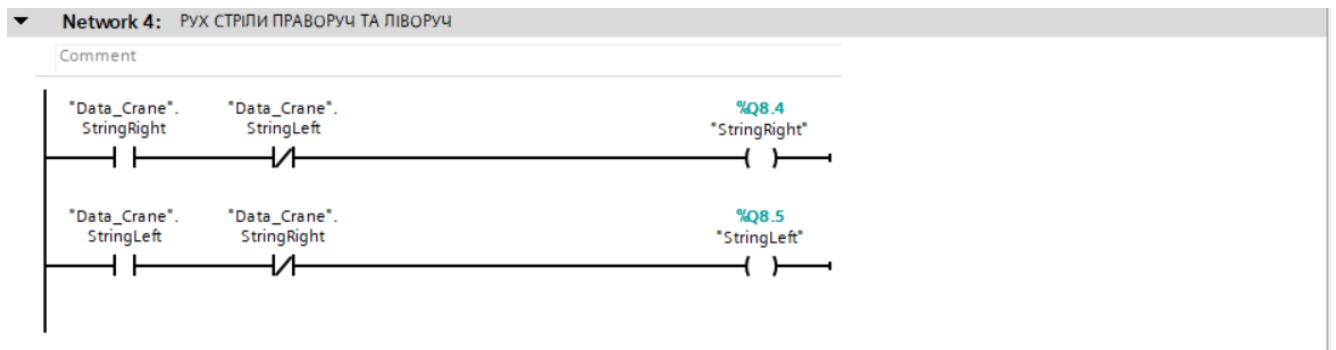 Network 4: РУХ СТРІЛИ ПРАВОРУЧ ТА ЛІВОРУЧ
Comment
"Data_Crane". "Data_Crane". %Q8.4
StringRight StringLeft "StringRight"
"Data_Crane". "Data_Crane". %Q8.5
StringLeft StringRight "StringLeft"